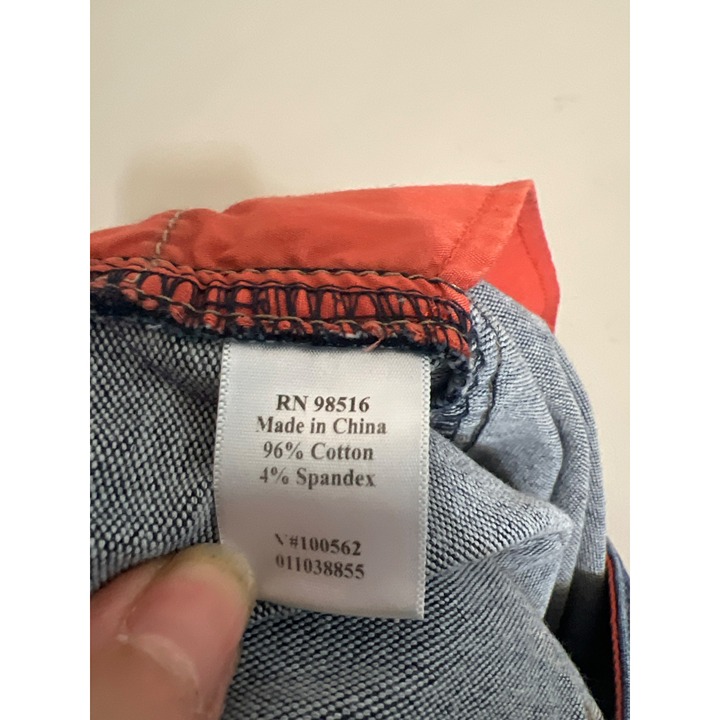 RN 98516
Made in China
96% Cotton
4% Spandex
V#100562
011038855